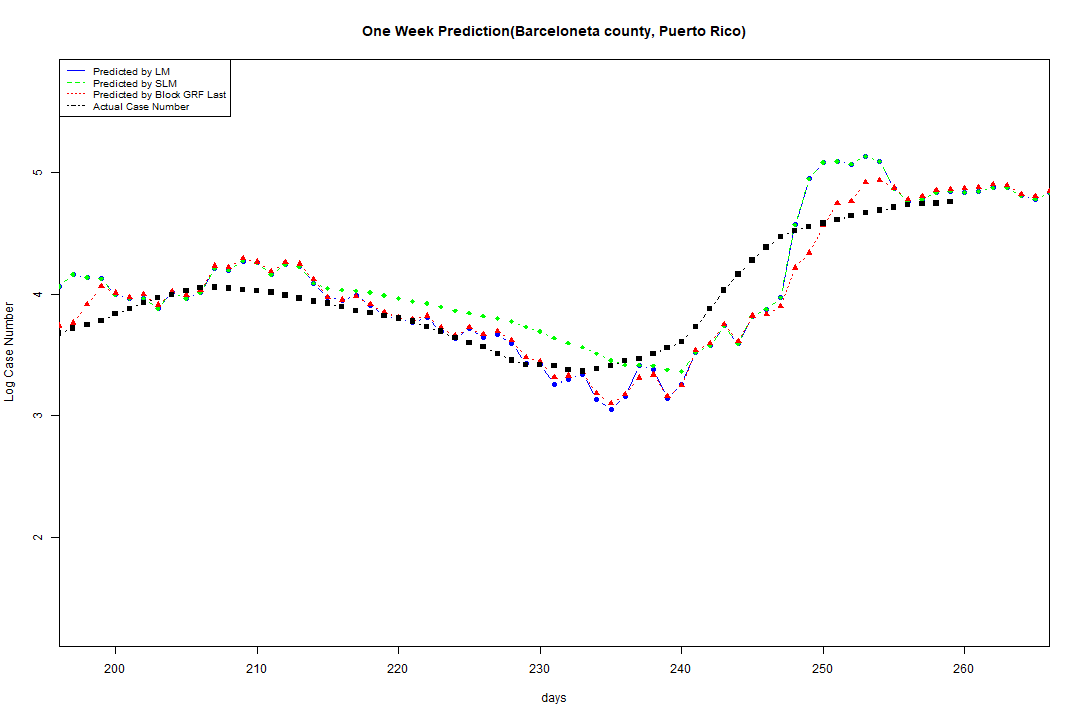 One Week Prediction(Barceloneta county, Puerto Rico)
Predicted by LM
Predicted by SLM
Predicted by Block GRF Last
Actual Case Number
5
4
3
2
Log Case Number
200 210 220 230 240 250 260
days